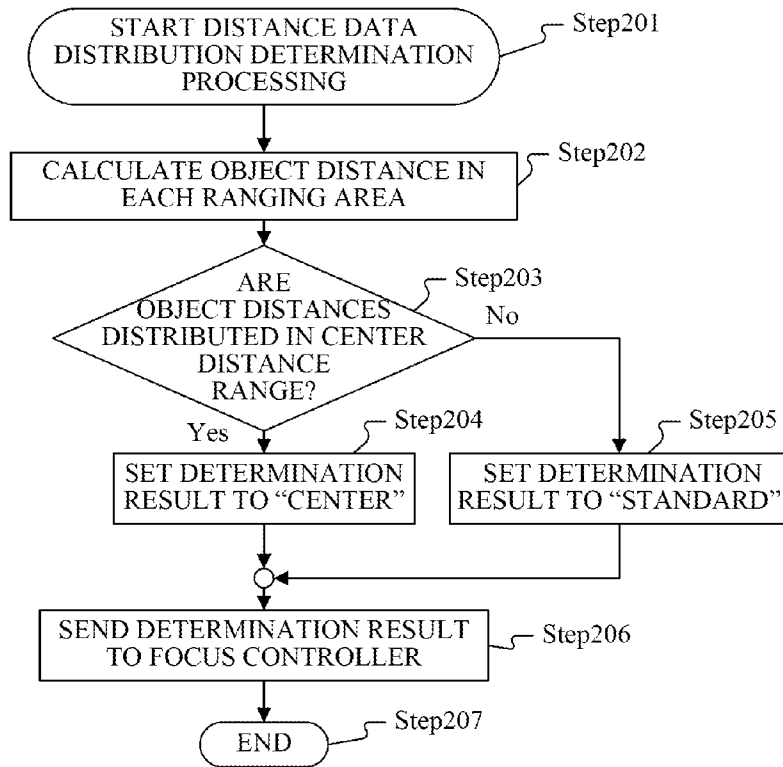 START DISTANCE DATA
DISTRIBUTION DETERMINATION
PROCESSING
Step201
CALCULATE OBJECT DISTANCE IN
EACH RANGING AREA
Step202
ARE
OBJECT DISTANCES
DISTRIBUTED IN CENTER
DISTANCE
RANGE?
Step203
No
Yes
Step204
SET DETERMINATION
RESULT TO “CENTER”
Step205
SET DETERMINATION
RESULT TO “STANDARD”
SEND DETERMINATION RESULT
TO FOCUS CONTROLLER
Step206
END
Step207